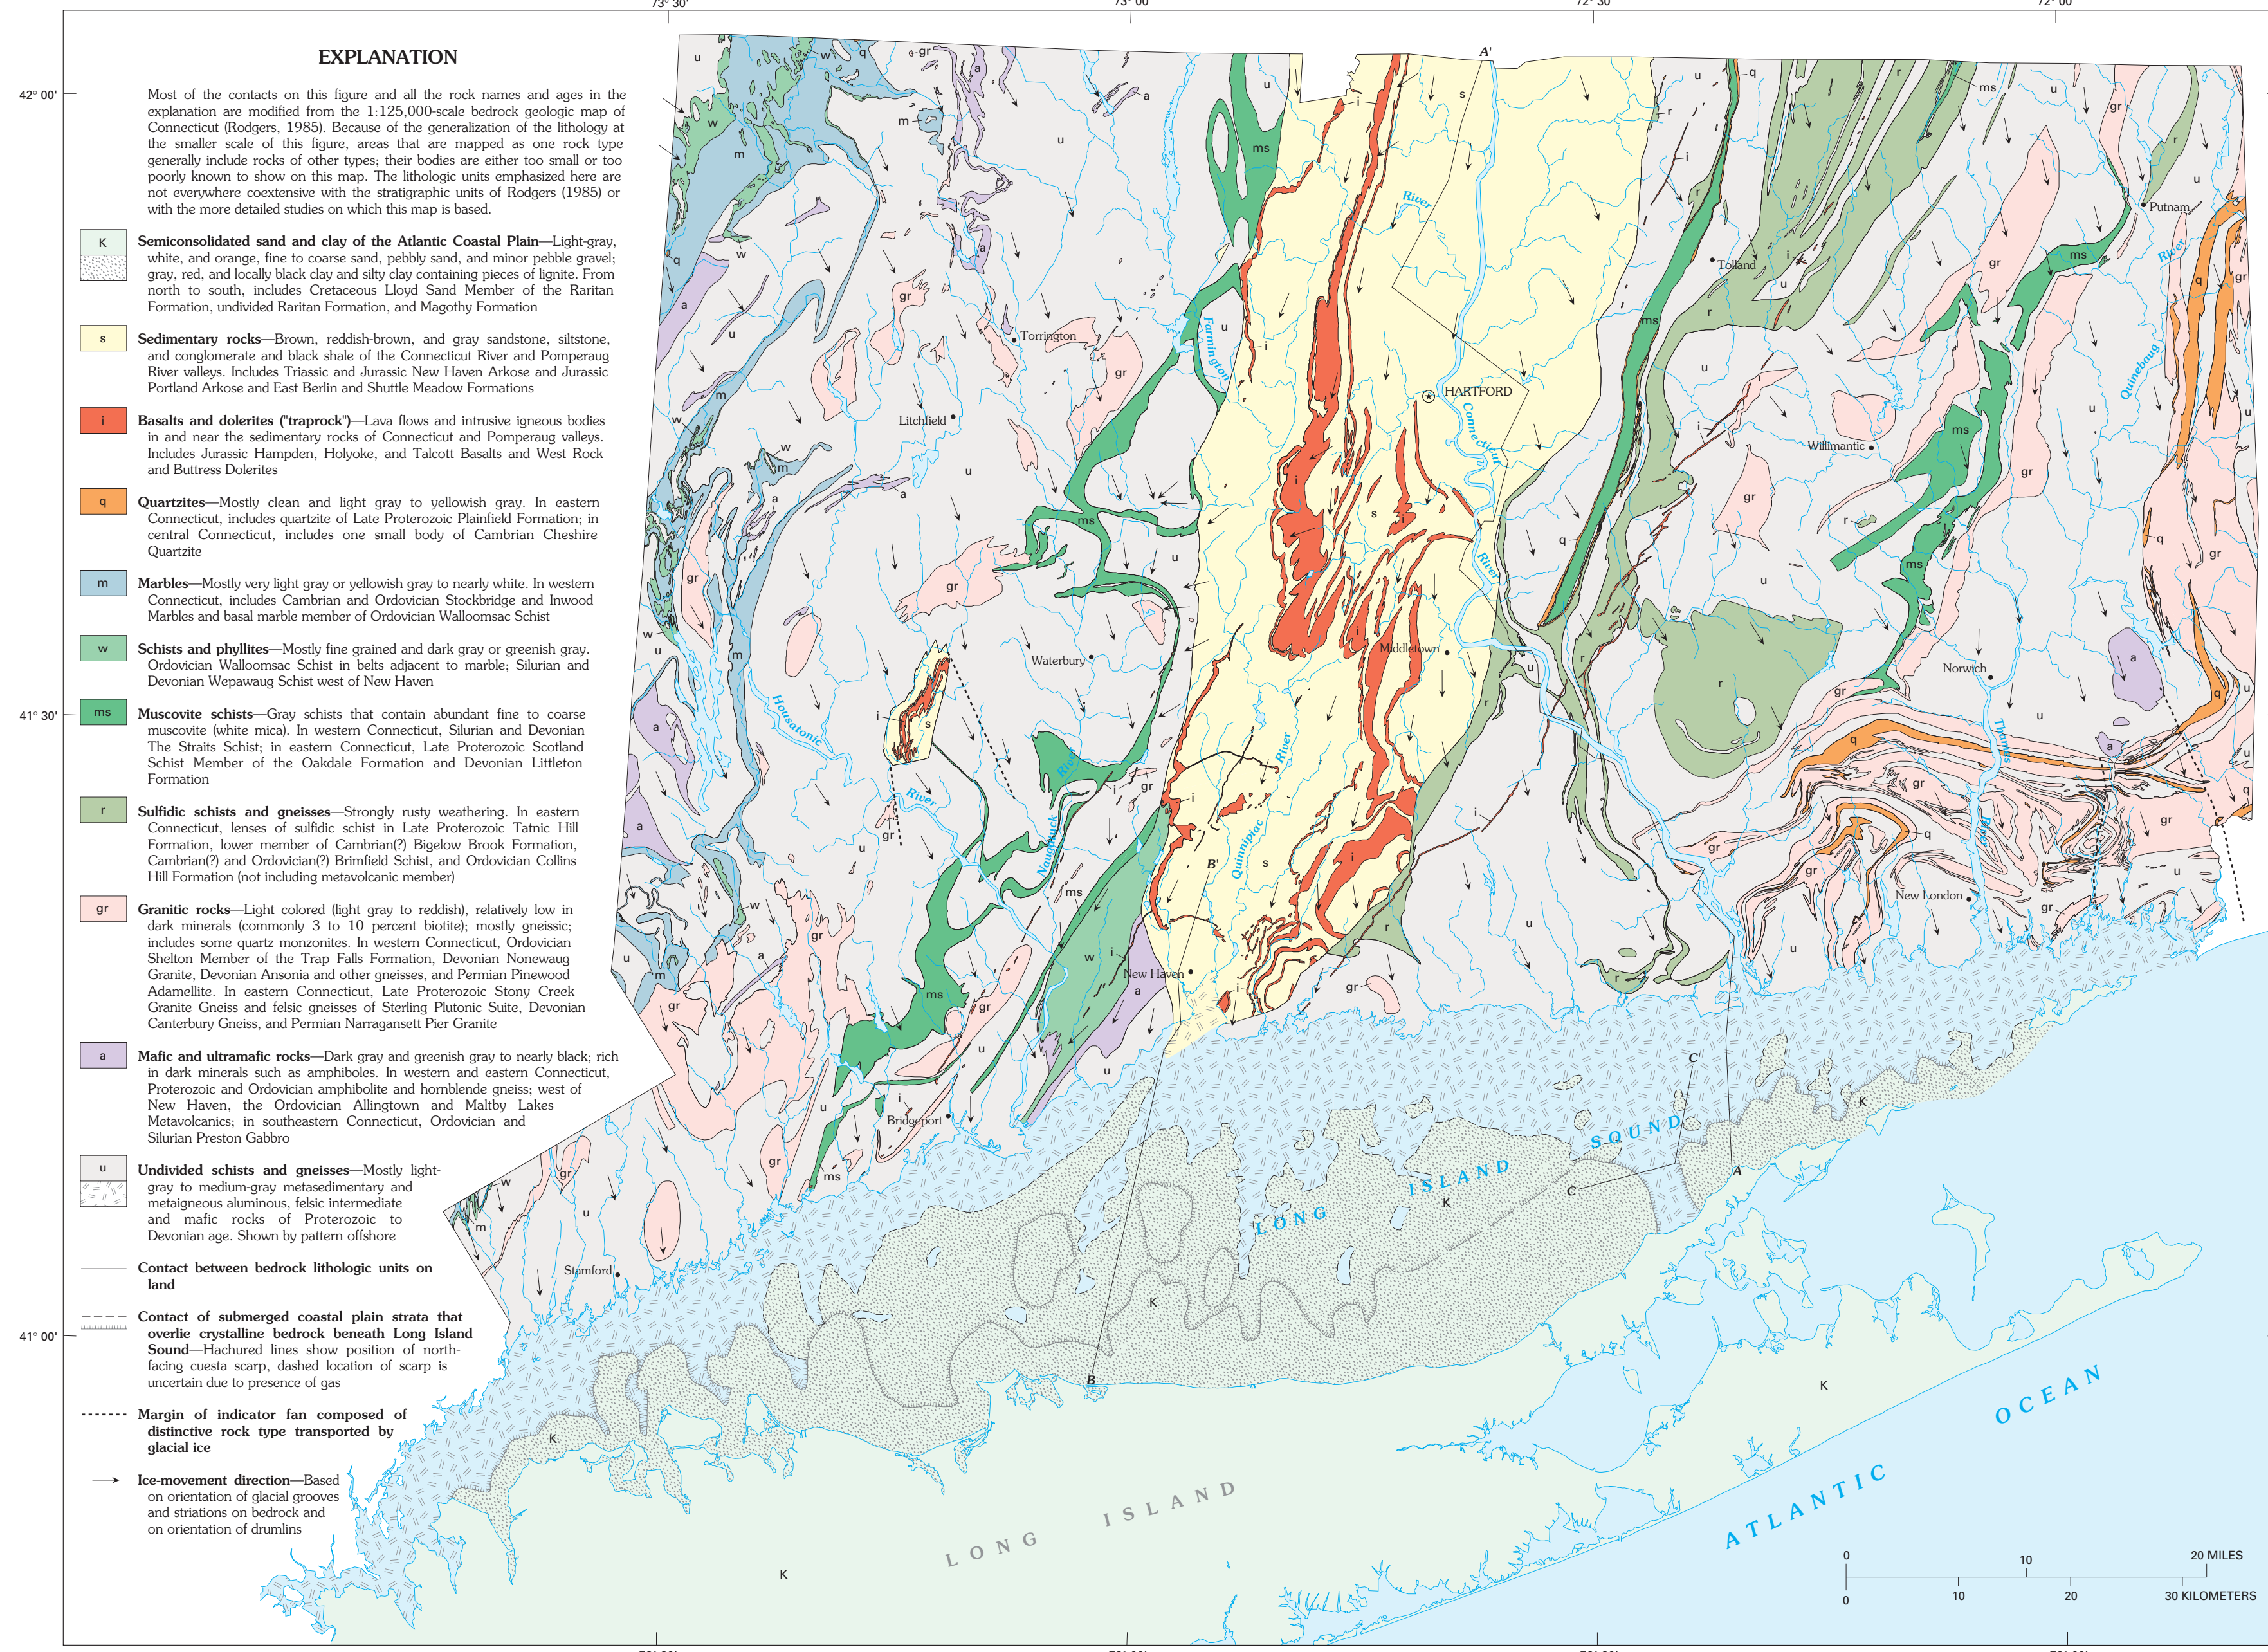 73° 30'
73° 00'
72° 30'
72° 00'
42° 00'
41° 30'
41° 00'
EXPLANATION
Most of the contacts on this figure and all the rock names and ages in the
explanation are modified from the 1:125,000-scale bedrock geologic map of
Connecticut (Rodgers, 1985). Because of the generalization of the lithology at
the smaller scale of this figure, areas that are mapped as one rock type
generally include rocks of other types; their bodies are either too small or too
poorly known to show on this map. The lithologic units emphasized here are
not everywhere coextensive with the stratigraphic units of Rodgers (1985) or
with the more detailed studies on which this map is based.
K Semiconsolidated sand and clay of the Atlantic Coastal Plain—Light-gray,
white, and orange, fine to coarse sand, pebbly sand, and minor pebble gravel;
gray, red, and locally black clay and silty clay containing pieces of lignite. From
north to south, includes Cretaceous Lloyd Sand Member of the Raritan
Formation, undivided Raritan Formation, and Magothy Formation
s Sedimentary rocks—Brown, reddish-brown, and gray sandstone, siltstone,
and conglomerate and black shale of the Connecticut River and Pomperaug
River valleys. Includes Triassic and Jurassic New Haven Arkose and Jurassic
Portland Arkose and East Berlin and Shuttle Meadow Formations
i Basalts and dolerites ("traprock")—Lava flows and intrusive igneous bodies
in and near the sedimentary rocks of Connecticut and Pomperaug valleys.
Includes Jurassic Hampden, Holyoke, and Talcott Basalts and West Rock
and Buttress Dolerites
q Quartzites—Mostly clean and light gray to yellowish gray. In eastern
Connecticut, includes quartzite of Late Proterozoic Plainfield Formation; in
central Connecticut, includes one small body of Cambrian Cheshire
Quartzite
m Marbles—Mostly very light gray or yellowish gray to nearly white. In western
Connecticut, includes Cambrian and Ordovician Stockbridge and Inwood
Marbles and basal marble member of Ordovician Walloomsac Schist
w Schists and phyllites—Mostly fine grained and dark gray or greenish gray.
Ordovician Walloomsac Schist in belts adjacent to marble; Silurian and
Devonian Wepawaug Schist west of New Haven
ms Muscovite schists—Gray schists that contain abundant fine to coarse
muscovite (white mica). In western Connecticut, Silurian and Devonian
The Straits Schist; in eastern Connecticut, Late Proterozoic Scotland
Schist Member of the Oakdale Formation and Devonian Littleton
Formation
r Sulfidic schists and gneisses—Strongly rusty weathering. In eastern
Connecticut, lenses of sulfidic schist in Late Proterozoic Tatnic Hill
Formation, lower member of Cambrian(?) Bigelow Brook Formation,
Cambrian(?) and Ordovician(?) Brimfield Schist, and Ordovician Collins
Hill Formation (not including metavolcanic member)
gr Granitic rocks—Light colored (light gray to reddish), relatively low in
dark minerals (commonly 3 to 10 percent biotite); mostly gneissic;
includes some quartz monzonites. In western Connecticut, Ordovician
Shelton Member of the Trap Falls Formation, Devonian Nonewaug
Granite, Devonian Ansonia and other gneisses, and Permian Pinewood
Adamellite. In eastern Connecticut, Late Proterozoic Stony Creek
Granite Gneiss and felsic gneisses of Sterling Plutonic Suite, Devonian
Canterbury Gneiss, and Permian Narragansett Pier Granite
a Mafic and ultramafic rocks—Dark gray and greenish gray to nearly black; rich
in dark minerals such as amphiboles. In western and eastern Connecticut,
Proterozoic and Ordovician amphibolite and hornblende gneiss; west of
New Haven, the Ordovician Allingtown and Maltby Lakes
Metavolcanics; in southeastern Connecticut, Ordovician and
Silurian Preston Gabbro
u Undivided schists and gneisses—Mostly light-
gray to medium-gray metasedimentary and
metaigneous aluminous, felsic intermediate
and mafic rocks of Proterozoic to
Devonian age. Shown by pattern offshore
Contact between bedrock lithologic units on
land
Contact of submerged coastal plain strata that
overlie crystalline bedrock beneath Long Island
Sound—Hachured lines show position of north-
facing cuesta scarp, dashed location of scarp is
uncertain due to presence of gas
Margin of indicator fan composed of
distinctive rock type transported by
glacial ice
Ice-movement direction—Based
on orientation of glacial grooves
and striations on bedrock and
on orientation of drumlins
A'
River
Putnam
River
Tolland
Farmington
Torrington
Quinebaug
HARTFORD
Connecticut
Litchfield
Willimantic
River
Middletown
Waterbury
Norwich
Housatonic
Thames
River
River
River
Naugatuck
Quinnipiac
B'
River
New London
New Haven
C'
Bridgeport
SOUND
ISLAND
LONG
A
C
Stamford
B
OCEAN
ATLANTIC
LONG ISLAND
0 10 20 MILES
0 10 20 30 KILOMETERS